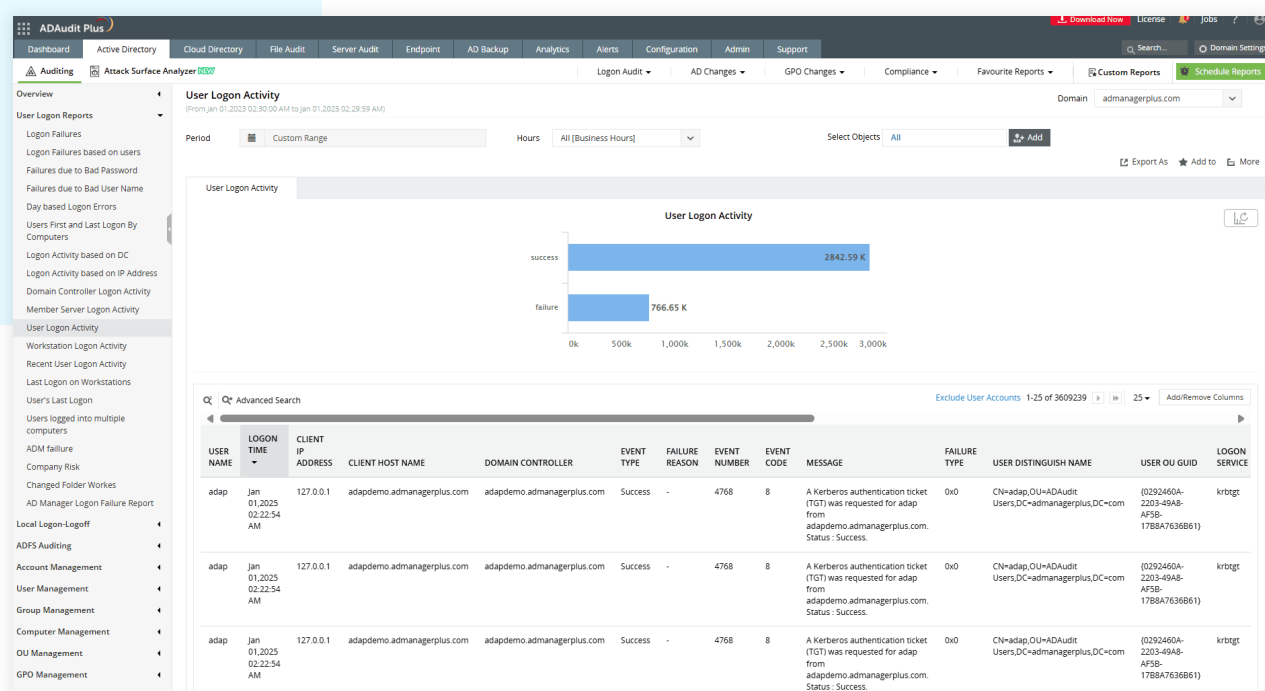 ADAudit Plus
Download Now License Jobs ?
Dashboard Active Directory Cloud Directory File Audit Server Audit Endpoint AD Backup Analytics Alerts Configuration Admin Support Search... Domain Settings
Auditing Attack Surface Analyzer NEW Logon Audit AD Changes GPO Changes Compliance Favourite Reports Custom Reports Schedule Reports
Overview
User Logon Reports
Logon Failures
Logon Failures based on users
Failures due to Bad Password
Failures due to Bad User Name
Day based Logon Errors
Users First and Last Logon By
Computers
Logon Activity based on DC
Logon Activity based on IP Address
Domain Controller Logon Activity
Member Server Logon Activity
User Logon Activity
Workstation Logon Activity
Recent User Logon Activity
Last Logon on Workstations
User's Last Logon
Users logged into multiple
computers
ADM faillure
Company Risk
Changed Folder Workes
AD Manager Logon Failure Report
Local Logon-Logoff
ADFS Auditing
Account Management
User Management
Group Management
Computer Management
OU Management
GPO Management
User Logon Activity
(From Jan 01,2023 02:30:00 AM to Jan 01,2025 02:29:59 AM)
Domain admanagerplus.com
Period Custom Range Hours All [Business Hours] Select Objects All Add
Export As Add to More
User Logon Activity
User Logon Activity
success 2842.59 K
failure 766.65 K
0k 500k 1,000k 1,500k 2,000k 2,500k 3,000k
Advanced Search Exclude User Accounts 1-25 of 3609239 25 Add/Remove Columns
USER NAME LOGON TIME CLIENT IP ADDRESS CLIENT HOST NAME DOMAIN CONTROLLER EVENT TYPE FAILURE REASON EVENT NUMBER EVENT CODE MESSAGE FAILURE TYPE USER DISTINGUISH NAME USER OU GUID LOGON SERVICE
adap Jan 127.0.0.1 adapdemo.admanagerplus.com adapdemo.admanagerplus.com Success - 4768 8 A Kerberos authentication ticket 0x0 CN=adap,OU=ADAudit {0292460A- krbtgt
01,2025 (TGT) was requested for adap Users,DC=admanagerplus,DC=com 2203-49A8-
02:22:54 from AF5B-
AM adapdemo.admanagerplus.com. 17B8A7636B61}
Status : Success.
adap Jan 127.0.0.1 adapdemo.admanagerplus.com adapdemo.admanagerplus.com Success - 4768 8 A Kerberos authentication ticket 0x0 CN=adap,OU=ADAudit {0292460A- krbtgt
01,2025 (TGT) was requested for adap Users,DC=admanagerplus,DC=com 2203-49A8-
02:22:54 from AF5B-
AM adapdemo.admanagerplus.com. 17B8A7636B61}
Status : Success.
adap Jan 127.0.0.1 adapdemo.admanagerplus.com adapdemo.admanagerplus.com Success - 4768 8 A Kerberos authentication ticket 0x0 CN=adap,OU=ADAudit {0292460A- krbtgt
01,2025 (TGT) was requested for adap Users,DC=admanagerplus,DC=com 2203-49A8-
02:22:54 from AF5B-
AM adapdemo.admanagerplus.com. 17B8A7636B61}
Status : Success.